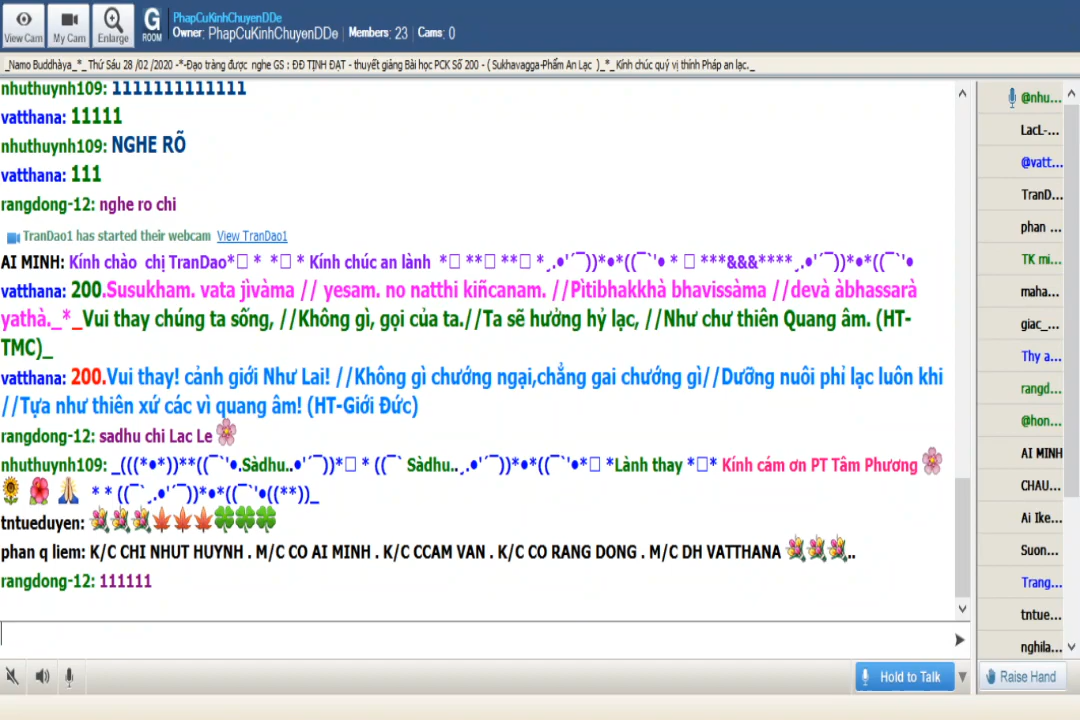 View Cam
My Cam
Enlarge
G
ROOM
PhapCuKinhChuyenDDe
Owner: PhapCuKinhChuyenDDe Members: 23 Cams: 0
_Namo Buddhàya_*_ Thứ Sáu 28 /02 /2020 -*-Đạo tràng được nghe GS : ĐĐ TỊNH ĐẠT - thuyết giảng Bài học PCK Số 200 - ( Sukhavagga-Phẩm An Lạc )_*_Kính chúc quý vị thính Pháp an lạc._
nhuthuynh109: 1111111111111
vatthana: 11111
nhuthuynh109: NGHE RÕ
vatthana: 111
rangdong-12: nghe ro chi
TranDao1 has started their webcam View TranDao1
AI MINH: Kính chào chị TranDao*□ * *□ * Kính chúc an lành *□ **□ **□ *¸.•'´¯))*•*((¯`'• * □ ***&&&****¸.•'´¯))*•*((¯`'•
vatthana: 200.Susukham. vata jìvàma // yesam. no natthi kiñcanam. //Pìtibhakkhà bhavissàma //devà àbhassarà
yathà._*_Vui thay chúng ta sống, //Không gì, gọi của ta.//Ta sẽ hưởng hỷ lạc, //Như chư thiên Quang âm. (HT-
TMC)_
vatthana: 200.Vui thay! cảnh giới Như Lai! //Không gì chướng ngại,chẳng gai chướng gì//Dưỡng nuôi phỉ lạc luôn khi
//Tựa như thiên xứ các vì quang âm! (HT-Giới Đức)
rangdong-12: sadhu chi Lac Le 🌸
nhuthuynh109: _(((*•*))**((¯`'•.Sàdhu..•'´¯))*□ * ((¯` Sàdhu..¸.•'´¯))*•*((¯`'•*□ *Lành thay *□* Kính cám ơn PT Tâm Phương 🌸
🌻 🌺 🙏 * * ((¯`¸.•'´¯))*•*((¯`'•((**))_
tntueduyen: 💐💐💐🍁🍁🍁🍀🍀🍀
phan q liem: K/C CHI NHUT HUYNH . M/C CO AI MINH . K/C CCAM VAN . K/C CO RANG DONG . M/C DH VATTHANA 💐💐💐..
rangdong-12: 111111
@nhu...
LacL-...
@vatt...
TranD...
phan ...
TK mi...
maha...
giac_...
Thy a...
rangd...
@hon...
AI MINH
CHAU...
Ai Ike...
Suon...
Trang...
tntue...
nghila...
Hold to Talk
Raise Hand